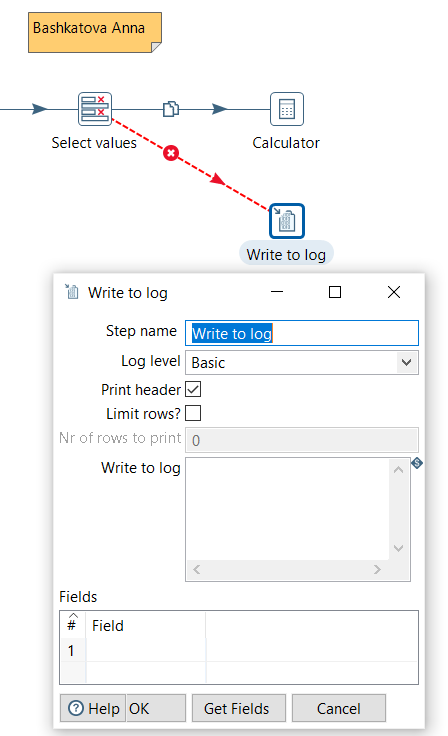 Bashkatova Anna
Select values
Calculator
Write to log
Write to log
Step name Write to log
Log level Basic
Print header
Limit rows?
Nr of rows to print 0
Write to log
Fields
# Field
1
Help OK Get Fields Cancel